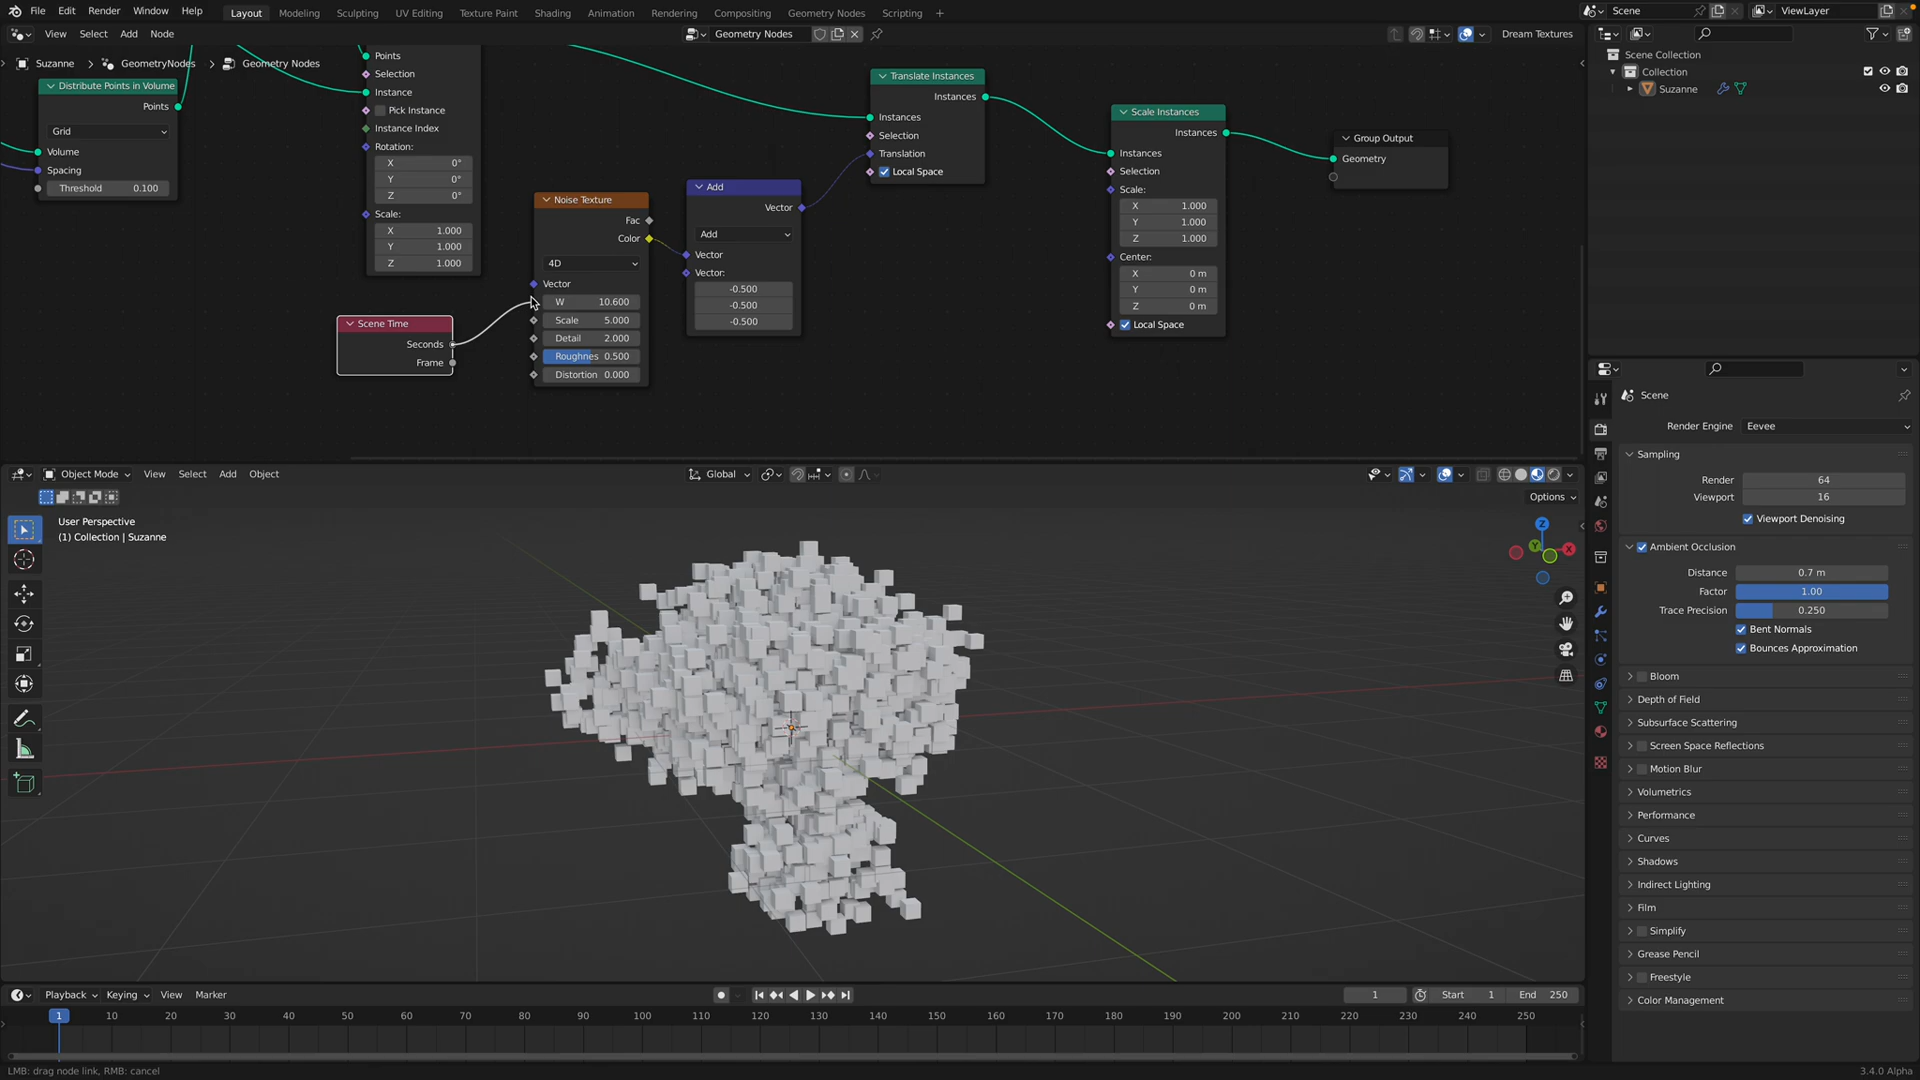 File Edit Render Window Help
Layout Modeling Sculpting UV Editing Texture Paint Shading Animation Rendering Compositing Geometry Nodes Scripting +
Scene ViewLayer
View Select Add Node
Geometry Nodes
Dream Textures
Suzanne > GeometryNodes > Geometry Nodes
Distribute Points in Volume
Points
Grid
Volume
Spacing
Threshold 0.100
Points
Selection
Instance
Pick Instance
Instance Index
Rotation:
X 0°
Y 0°
Z 0°
Scale:
X 1.000
Y 1.000
Z 1.000
Scene Time
Seconds
Frame
Noise Texture
Fac
Color
4D
Vector
W 10.600
Scale 5.000
Detail 2.000
Roughnes 0.500
Distortion 0.000
Add
Vector
Add
Vector
Vector:
-0.500
-0.500
-0.500
Translate Instances
Instances
Instances
Selection
Translation
Local Space
Scale Instances
Instances
Instances
Selection
Scale:
X 1.000
Y 1.000
Z 1.000
Center:
X 0 m
Y 0 m
Z 0 m
Local Space
Group Output
Geometry
Scene Collection
Collection
Suzanne
Scene
Render Engine Eevee
Sampling
Render 64
Viewport 16
Viewport Denoising
Ambient Occlusion
Distance 0.7 m
Factor 1.00
Trace Precision 0.250
Bent Normals
Bounces Approximation
Bloom
Depth of Field
Subsurface Scattering
Screen Space Reflections
Motion Blur
Volumetrics
Performance
Curves
Shadows
Indirect Lighting
Film
Simplify
Grease Pencil
Freestyle
Color Management
Object Mode View Select Add Object
Global
Options
User Perspective
(1) Collection | Suzanne
Z
X
Y
Playback Keying View Marker
1 Start 1 End 250
1 10 20 30 40 50 60 70 80 90 100 110 120 130 140 150 160 170 180 190 200 210 220 230 240 250
LMB: drag node link, RMB: cancel
3.4.0 Alpha